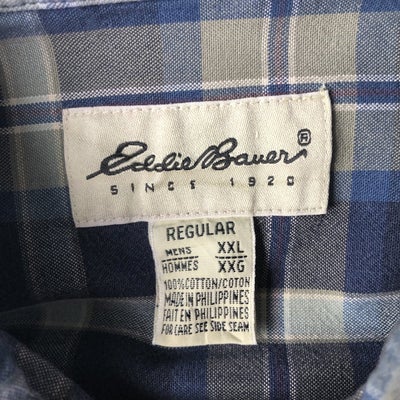 Eddie Bauer ®
SINCE 1920
REGULAR
MENS XXL
HOMMES XXG
100% COTTON/COTON
MADE IN PHILIPPINES
FAIT EN PHILIPPINES
FOR CARE SEE SIDE SEAM